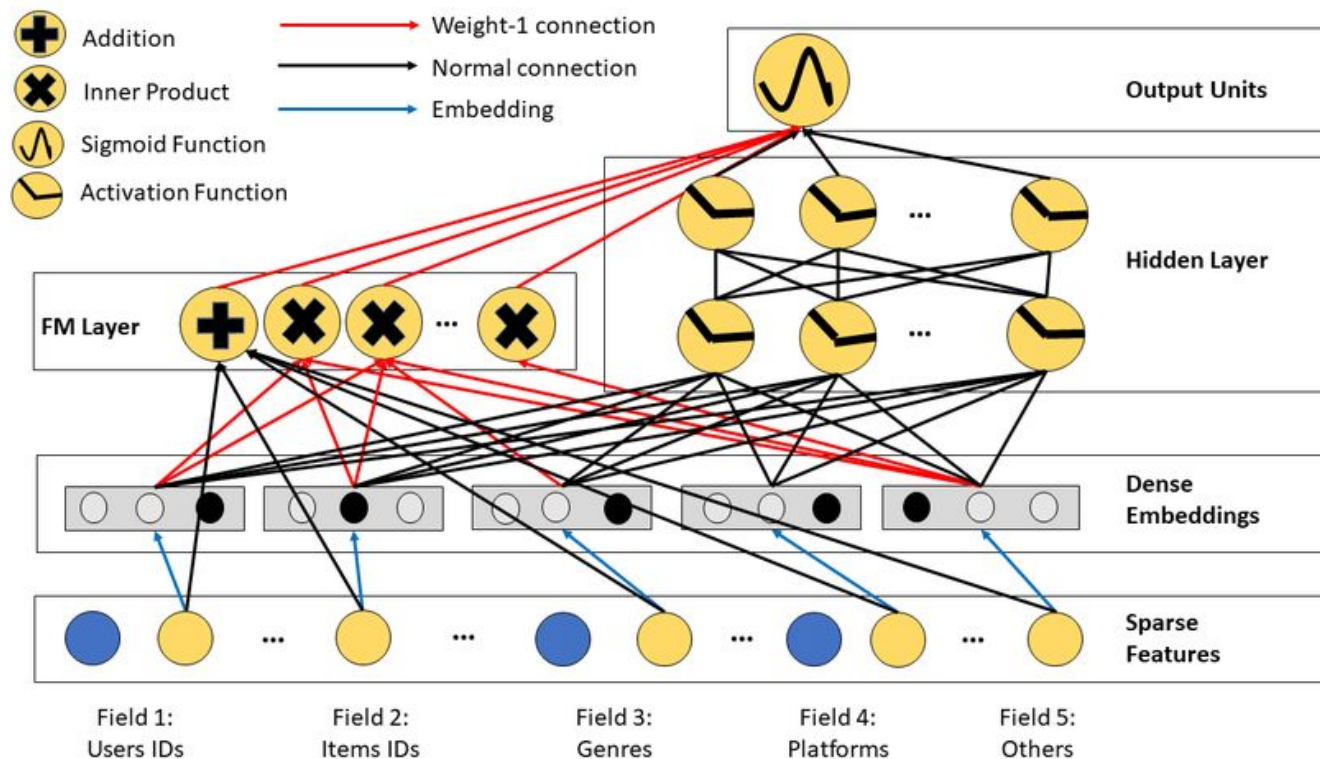 Addition
Inner Product
Sigmoid Function
Activation Function
Weight-1 connection
Normal connection
Embedding
Output Units
Hidden Layer
FM Layer
...
...
...
Dense
Embeddings
...
...
...
...
Sparse
Features
Field 1:
Users IDs
Field 2:
Items IDs
Field 3:
Genres
Field 4:
Platforms
Field 5:
Others